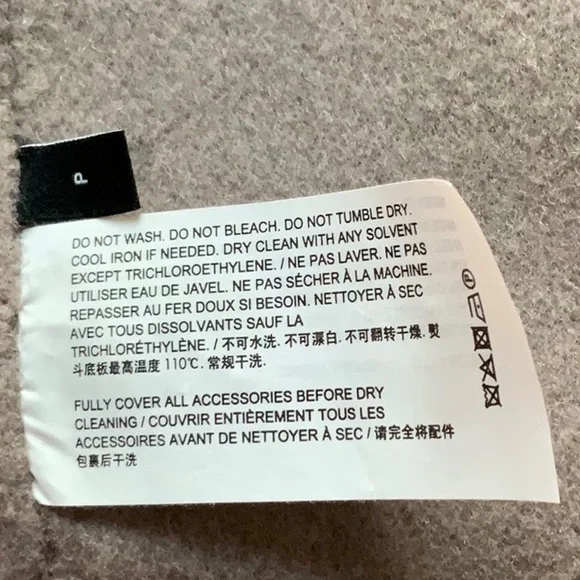 P
DO NOT WASH. DO NOT BLEACH. DO NOT TUMBLE DRY.
COOL IRON IF NEEDED. DRY CLEAN WITH ANY SOLVENT
EXCEPT TRICHLOROETHYLENE. / NE PAS LAVER. NE PAS
UTILISER EAU DE JAVEL. NE PAS SÉCHER À LA MACHINE.
REPASSER AU FER DOUX SI BESOIN. NETTOYER À SEC
AVEC TOUS DISSOLVANTS SAUF LA
TRICHLORÉTHYLÈNE. / 不可水洗. 不可漂白. 不可翻转干燥. 熨
斗底板最高温度 110℃. 常规干洗.
FULLY COVER ALL ACCESSORIES BEFORE DRY
CLEANING / COUVRIR ENTIÈREMENT TOUS LES
ACCESSOIRES AVANT DE NETTOYER À SEC / 请完全将配件
包裹后干洗